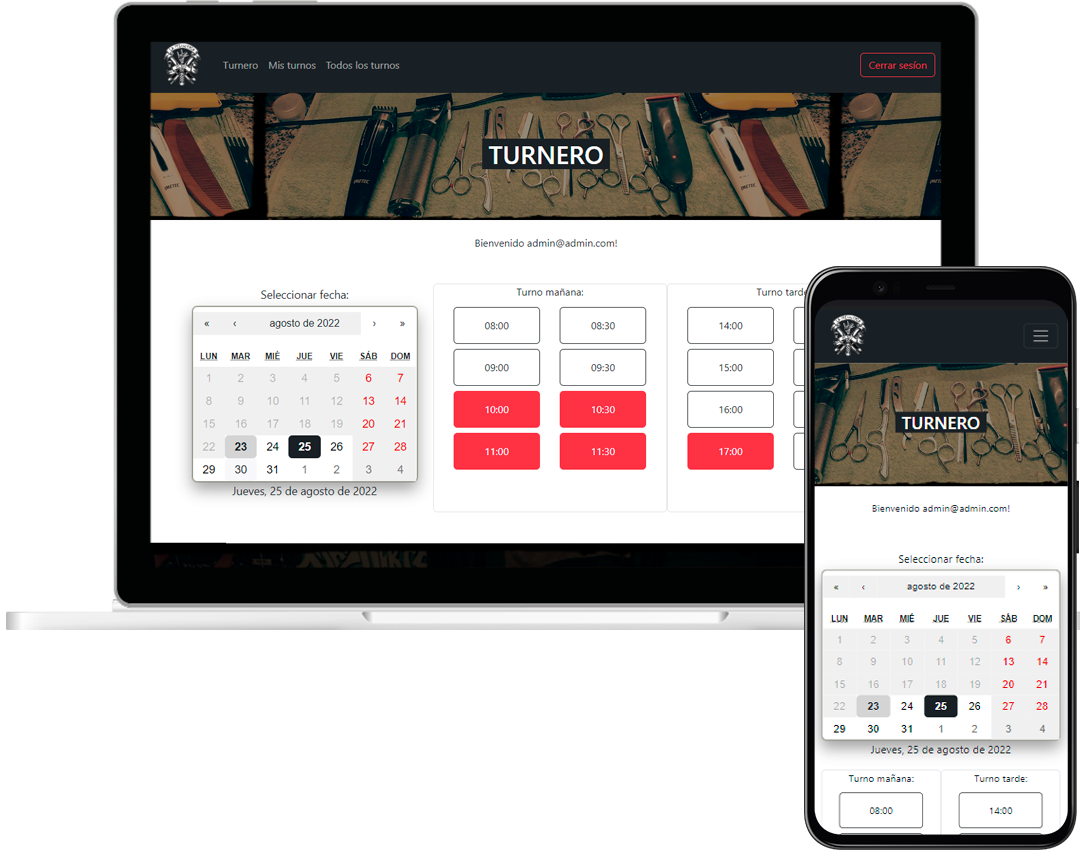 Turnero Mis turnos Todos los turnos Cerrar sesíon
TURNERO
Bienvenido admin@admin.com!
Seleccionar fecha:
« ‹ agosto de 2022 › »
LUN MAR MIÉ JUE VIE SÁB DOM
1 2 3 4 5 6 7
8 9 10 11 12 13 14
15 16 17 18 19 20 21
22 23 24 25 26 27 28
29 30 31 1 2 3 4
Jueves, 25 de agosto de 2022
Turno mañana:
08:00 08:30
09:00 09:30
10:00 10:30
11:00 11:30
Turno tarde
14:00
15:00
16:00
17:00
TURNERO
Bienvenido admin@admin.com!
Seleccionar fecha:
« ‹ agosto de 2022 › »
LUN MAR MIÉ JUE VIE SÁB DOM
1 2 3 4 5 6 7
8 9 10 11 12 13 14
15 16 17 18 19 20 21
22 23 24 25 26 27 28
29 30 31 1 2 3 4
Jueves, 25 de agosto de 2022
Turno mañana: Turno tarde:
08:00 14:00